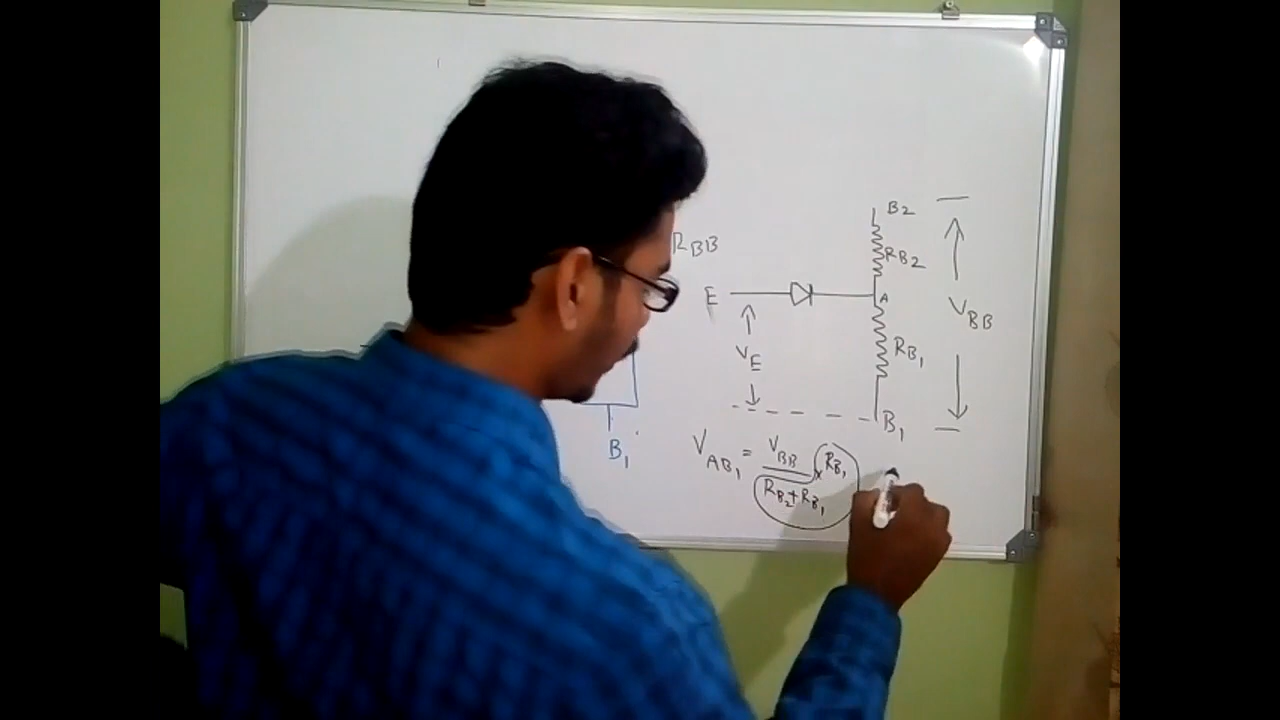 B2
RBB
RB2
E
A
VBB
VE
RB1
B1
B1
VAB1 = VBB / RB2+RB1 × RB1